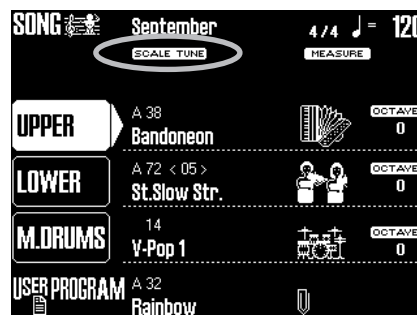 SONG September 4/4 ♩= 120
SCALE TUNE MEASURE
A 38 OCTAVE
UPPER Bandoneon 0
A 72 < 05 > OCTAVE
LOWER St.Slow Str. 0
14 OCTAVE
M.DRUMS V-Pop 1 0
USER PROGRAM A 32
Rainbow